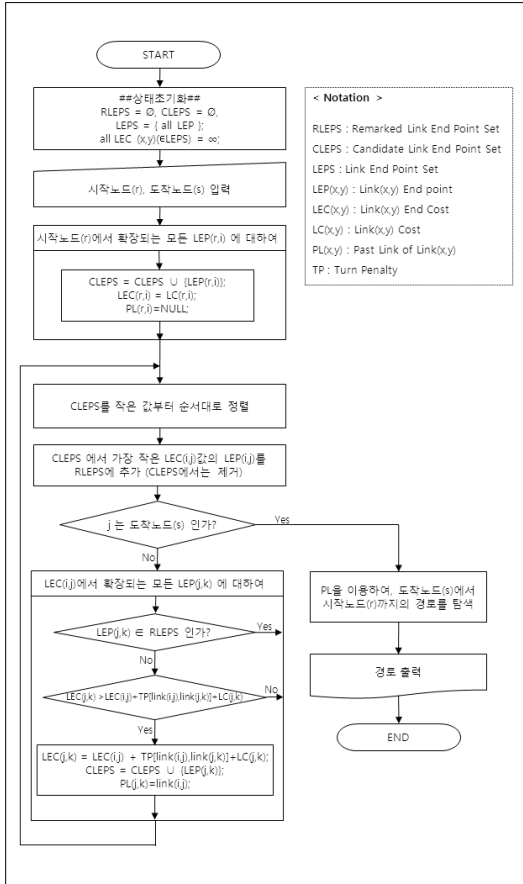 START
##상태초기화##
RLEPS = Ø, CLEPS = Ø,
LEPS = { all LEP };
all LEC (x,y)(∈LEPS) = ∞;
시작노드(r), 도착노드(s) 입력
시작노드(r)에서 확장되는 모든 LEP(r,i) 에 대하여
CLEPS = CLEPS ∪ {LEP(r,i)};
LEC(r,i) = LC(r,i);
PL(r,i)=NULL;
CLEPS를 작은 값부터 순서대로 정렬
CLEPS 에서 가장 작은 LEC(i,j)값의 LEP(i,j)를
RLEPS에 추가 (CLEPS에서는 제거)
j 는 도착노드(s) 인가?
Yes
No
LEC(i,j)에서 확장되는 모든 LEP(j,k) 에 대하여
LEP(j,k) ∈ RLEPS 인가?
Yes
No
LEC(j,k) >LEC(i,j)+TP[link(i,j),link(j,k)]+LC(j,k)
No
Yes
LEC(j,k) = LEC(i,j) + TP[link(i,j),link(j,k)]+LC(j,k);
CLEPS = CLEPS ∪ {LEP(j,k)};
PL(j,k)=link(i,j);
PL을 이용하여, 도착노드(s)에서
시작노드(r)까지의 경로를 탐색
경로 출력
END
< Notation >
RLEPS : Remarked Link End Point Set
CLEPS : Candidate Link End Point Set
LEPS : Link End Point Set
LEP(x,y) : Link(x,y) End point
LEC(x,y) : Link(x,y) End Cost
LC(x,y) : Link(x,y) Cost
PL(x,y) : Past Link of Link(x,y)
TP : Turn Penalty